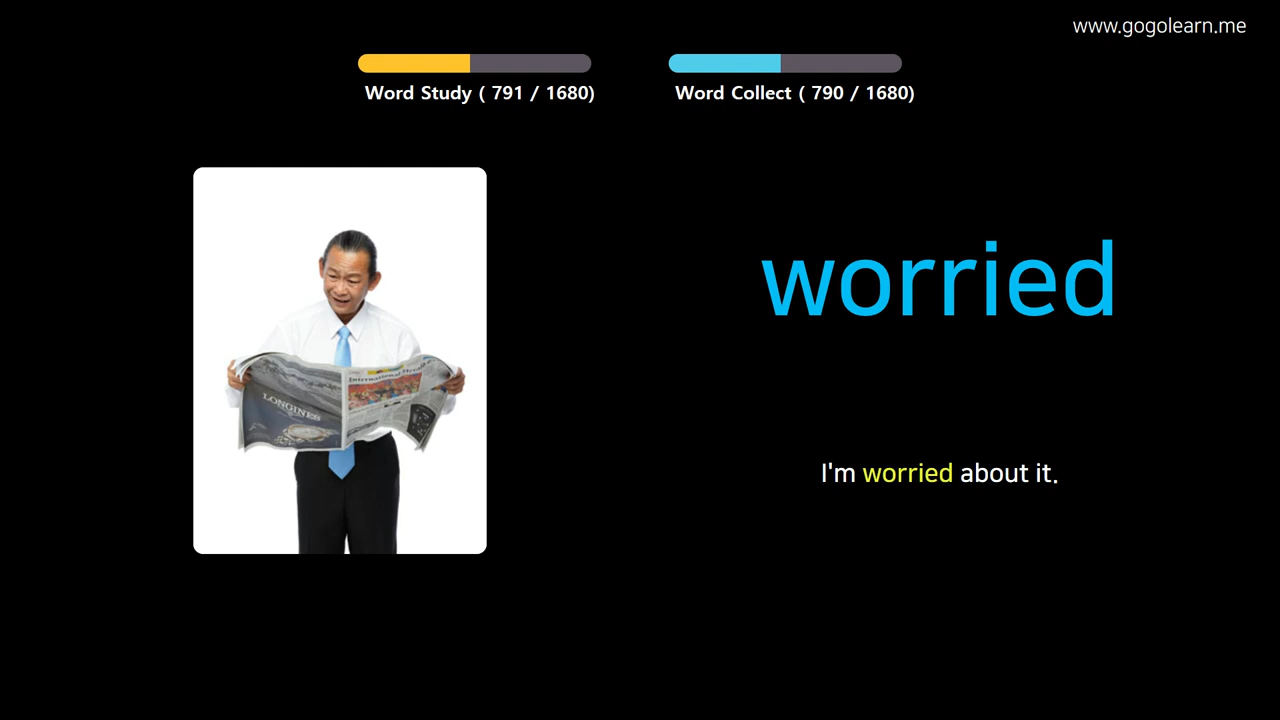 www.gogolearn.me
Word Study ( 791 / 1680)
Word Collect ( 790 / 1680)
worried
International Herald
LONGINES
I'm worried about it.